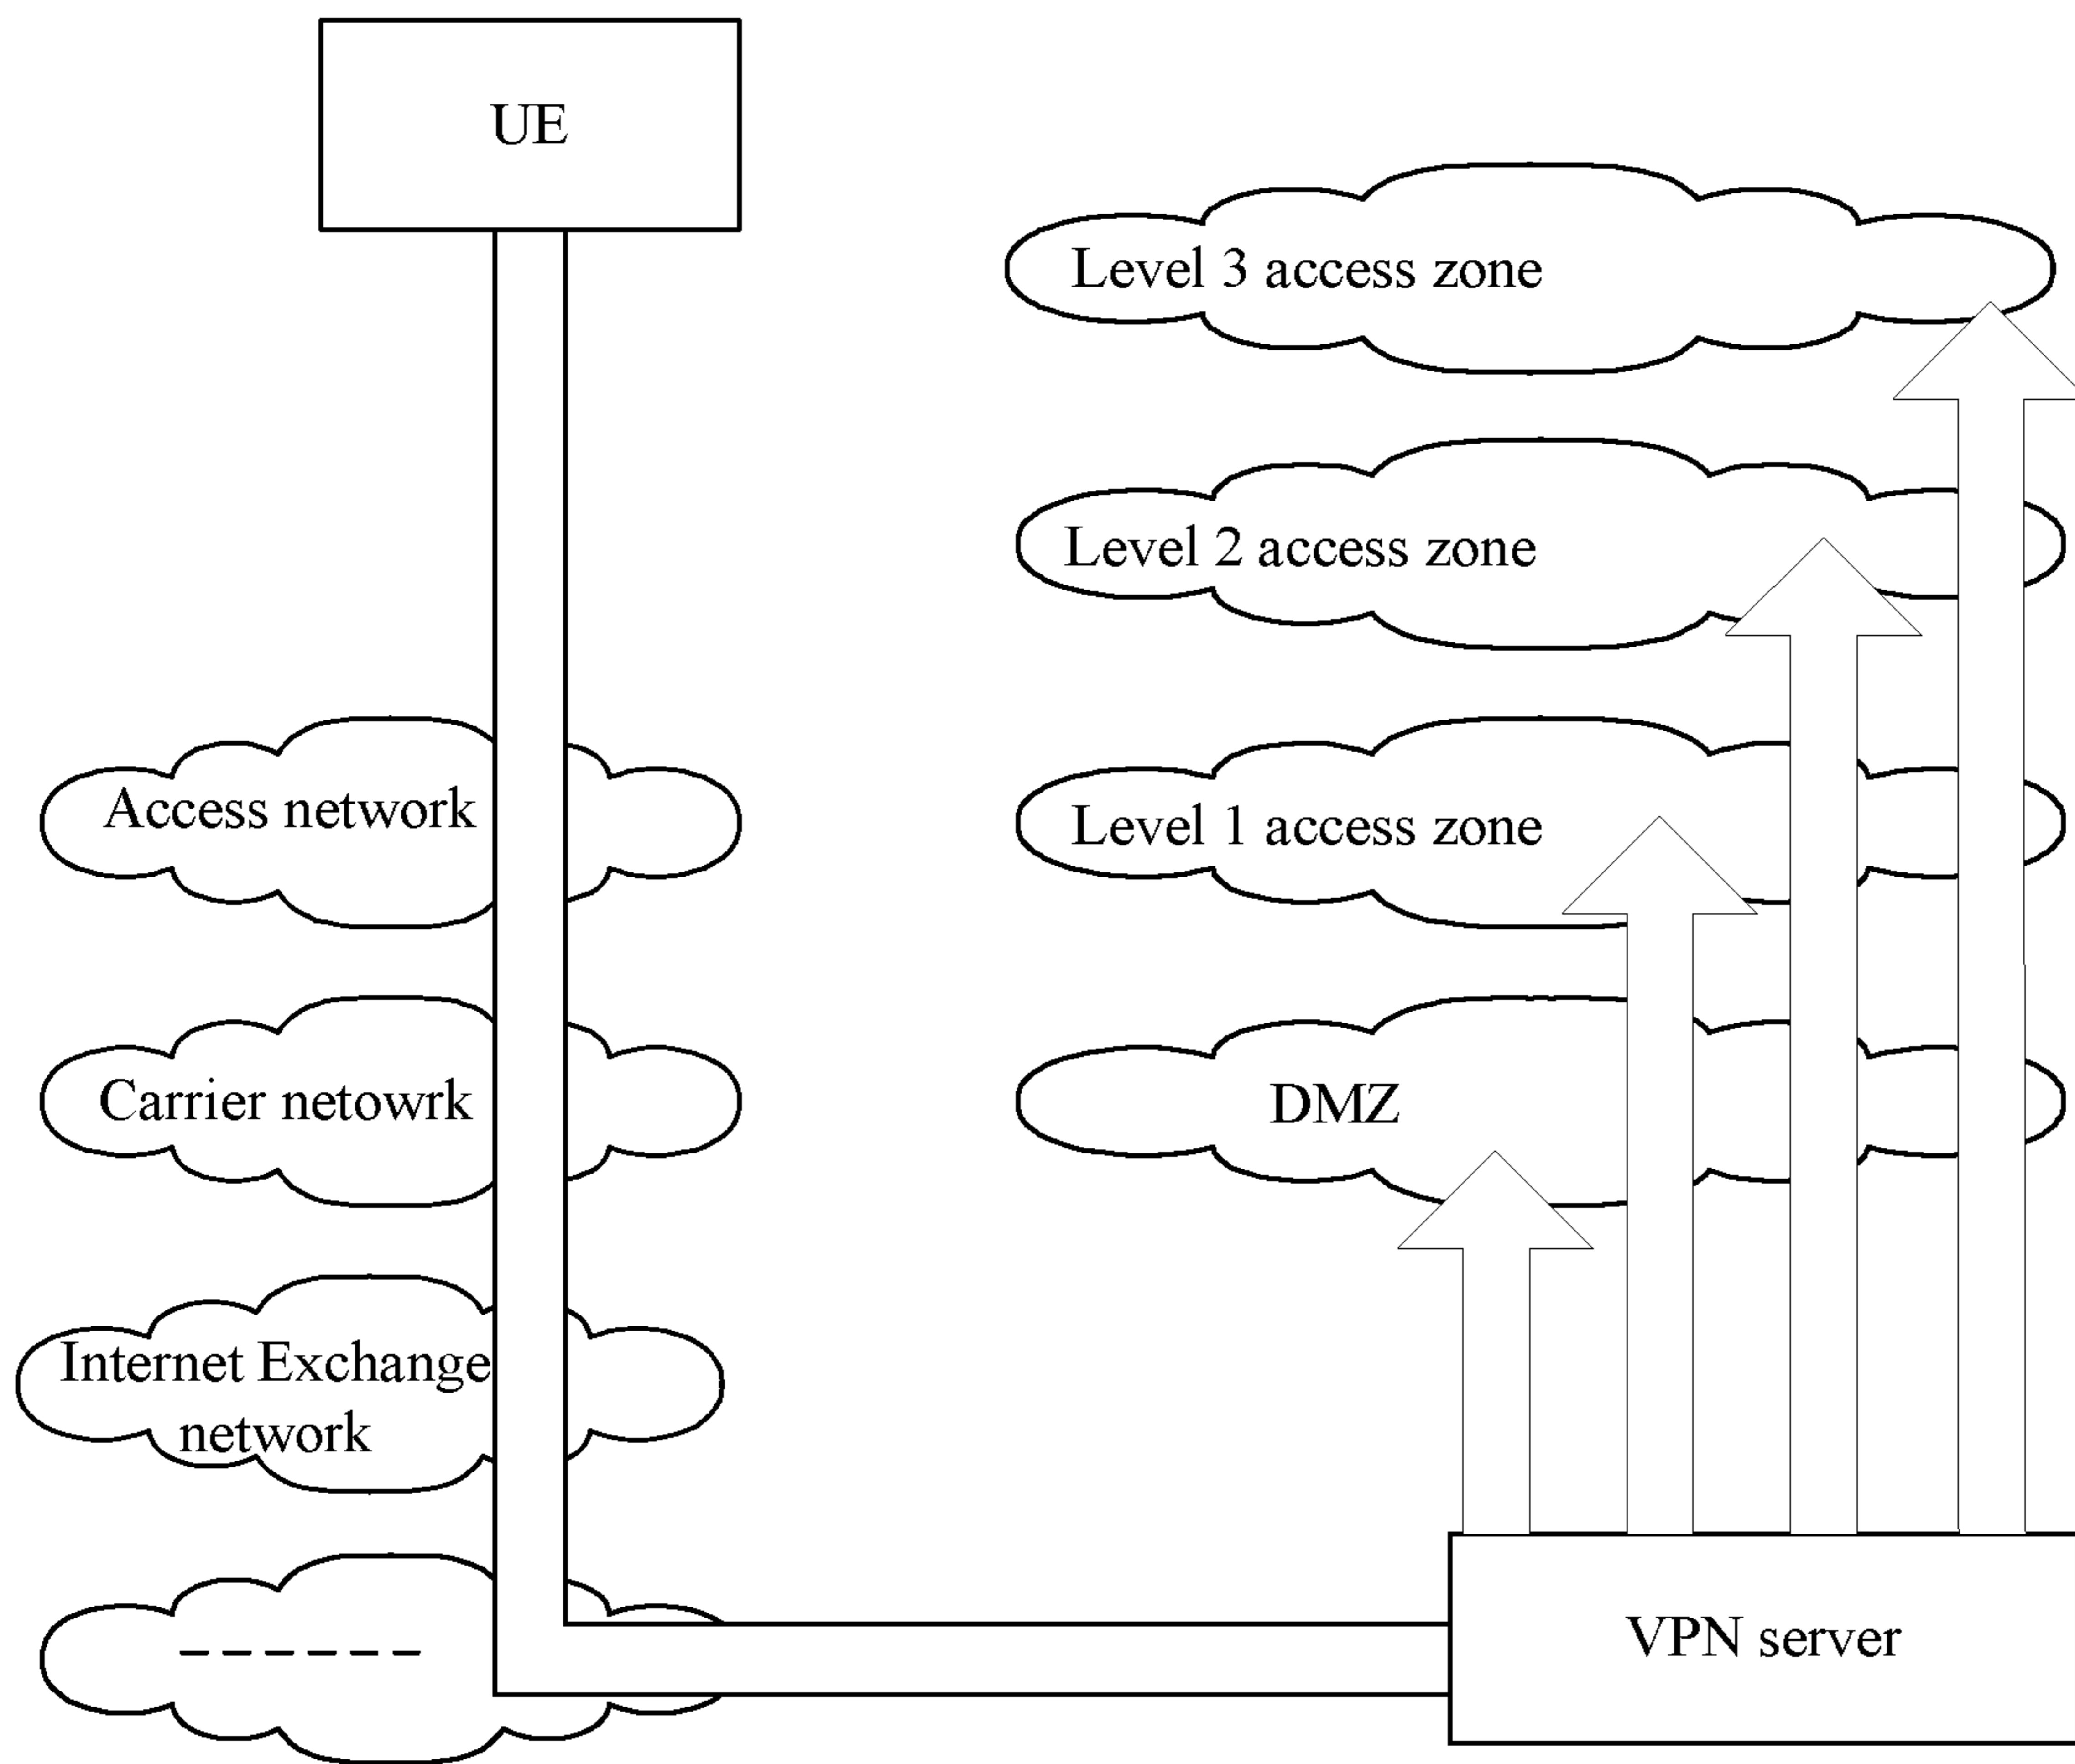 UE
Level 3 access zone
Level 2 access zone
Access network
Level 1 access zone
Carrier netowrk
DMZ
Internet Exchange
network
VPN server